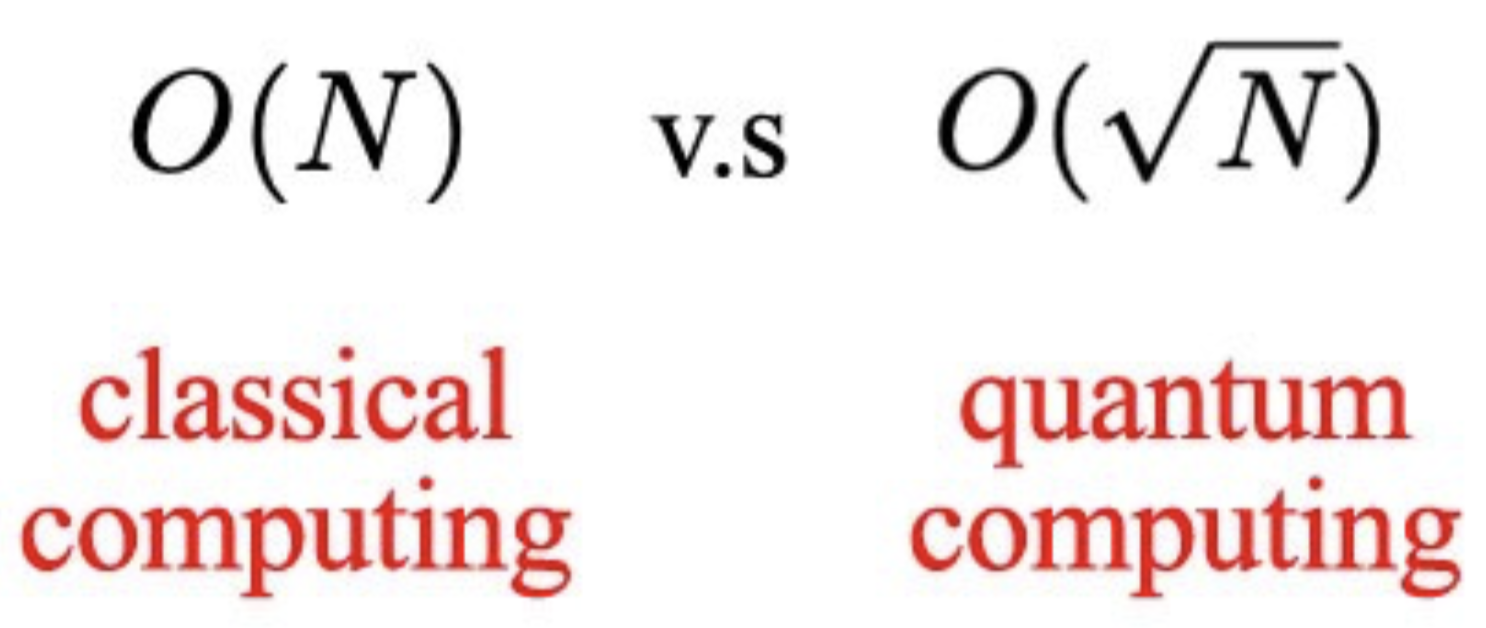 O(N) v.s O(√N)
classical quantum
computing computing